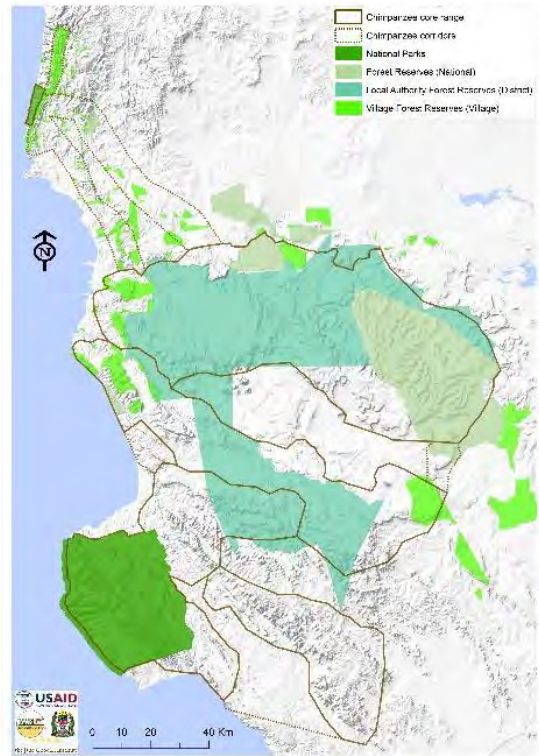 Chimpanzee core range
Chimpanzee corridors
National Parks
Forest Reserves (National)
Local Authority Forest Reserves (District)
Village Forest Reserves (Village)
N
USAID
0 10 20 40 Km